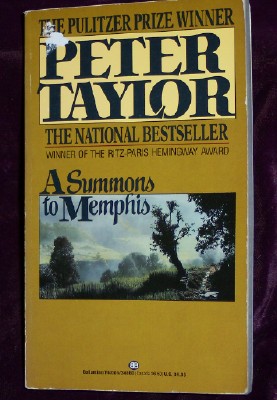 THE PULITZER PRIZE WINNER
PETER
TAYLOR
THE NATIONAL BESTSELLER
WINNER OF THE RITZ-PARIS HEMINGWAY AWARD
A Summons
to Memphis